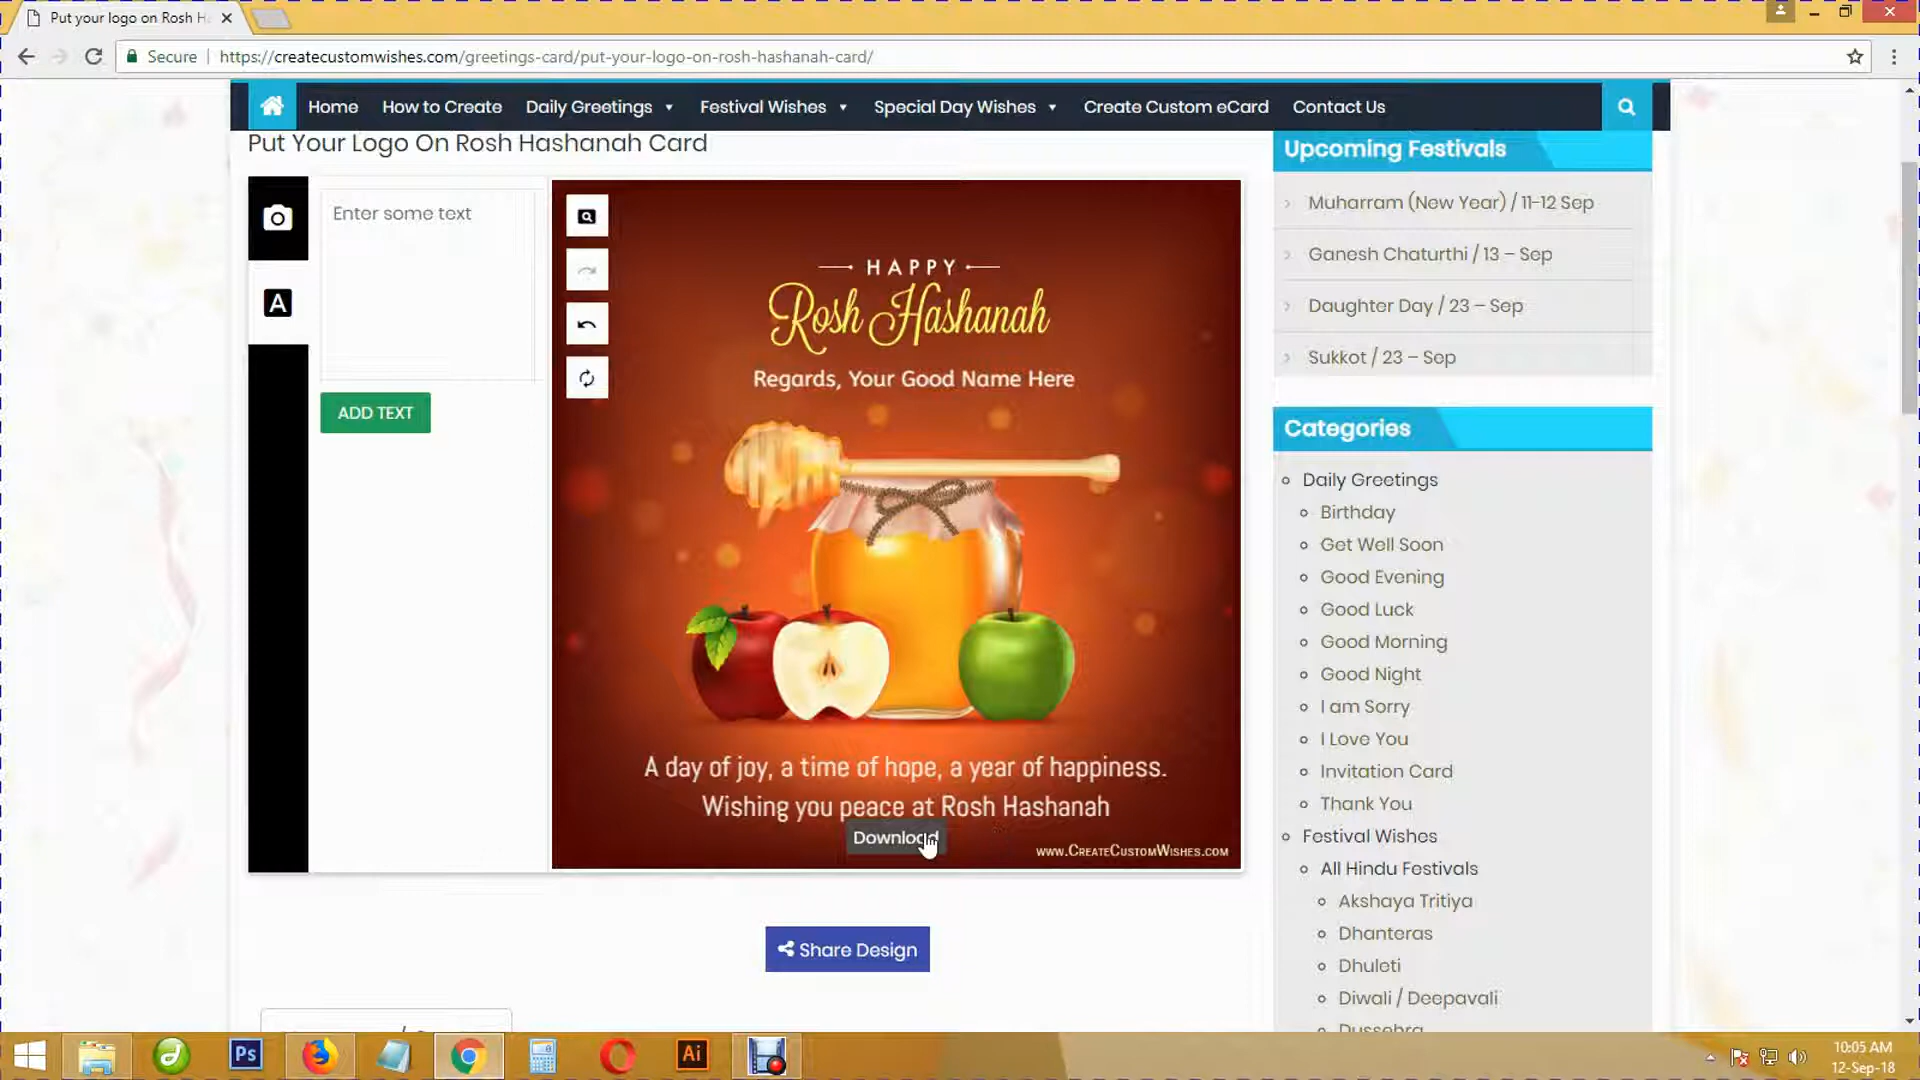 Put your logo on Rosh H
Secure
https://createcustomwishes.com/greetings-card/put-your-logo-on-rosh-hashanah-card/
Home
How to Create
Daily Greetings
Festival Wishes
Special Day Wishes
Create Custom eCard
Contact Us
Put Your Logo On Rosh Hashanah Card
Enter some text
ADD TEXT
HAPPY
Rosh Hashanah
Regards, Your Good Name Here
A day of joy, a time of hope, a year of happiness.
Wishing you peace at Rosh Hashanah
Download
www.CreateCustomWishes.com
Share Design
Upcoming Festivals
Muharram (New Year) / 11-12 Sep
Ganesh Chaturthi / 13 – Sep
Daughter Day / 23 – Sep
Sukkot / 23 – Sep
Categories
Daily Greetings
Birthday
Get Well Soon
Good Evening
Good Luck
Good Morning
Good Night
I am Sorry
I Love You
Invitation Card
Thank You
Festival Wishes
All Hindu Festivals
Akshaya Tritiya
Dhanteras
Dhuleti
Diwali / Deepavali
Dussehra
Ps
Ai
10:05 AM
12-Sep-18